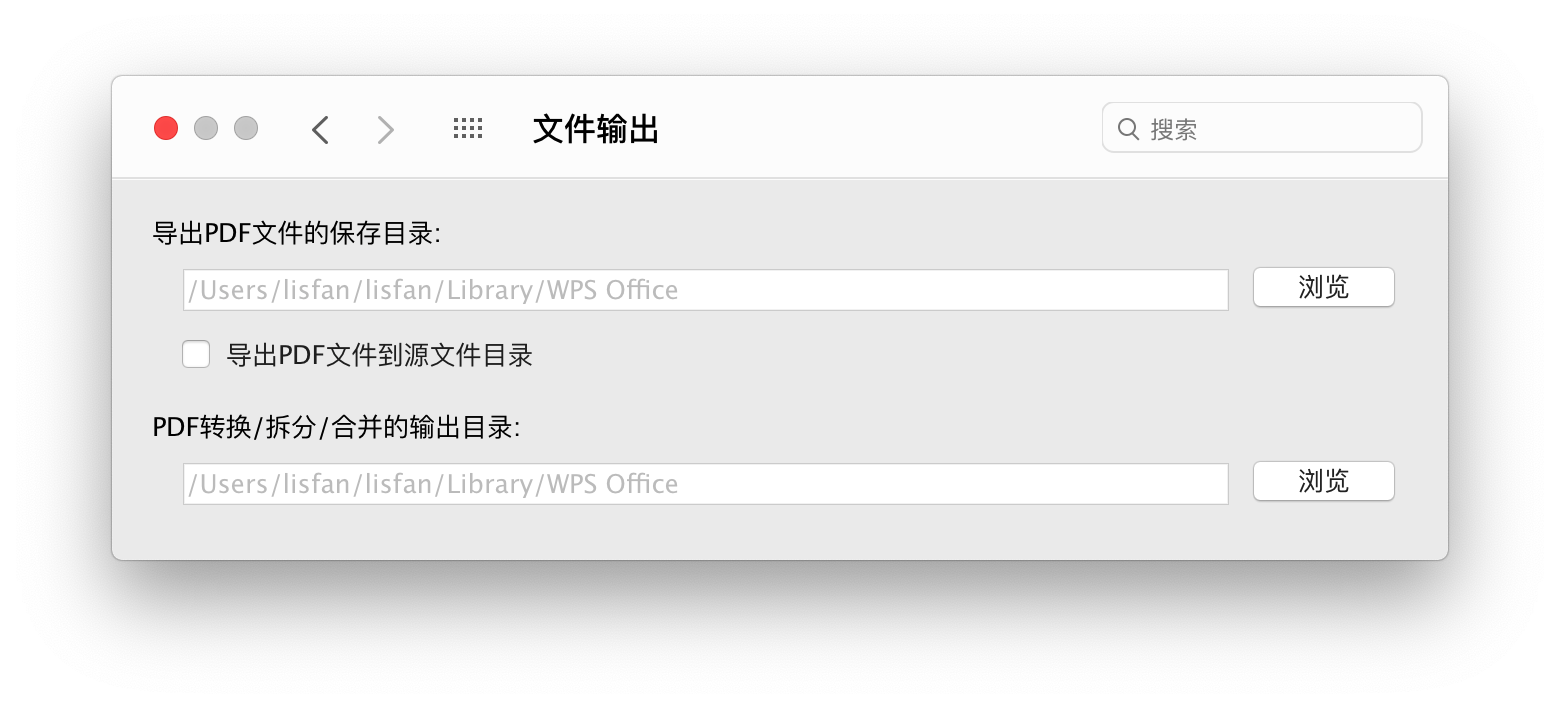 文件输出
搜索
导出PDF文件的保存目录:
/Users/lisfan/lisfan/Library/WPS Office
浏览
导出PDF文件到源文件目录
PDF转换/拆分/合并的输出目录:
/Users/lisfan/lisfan/Library/WPS Office
浏览